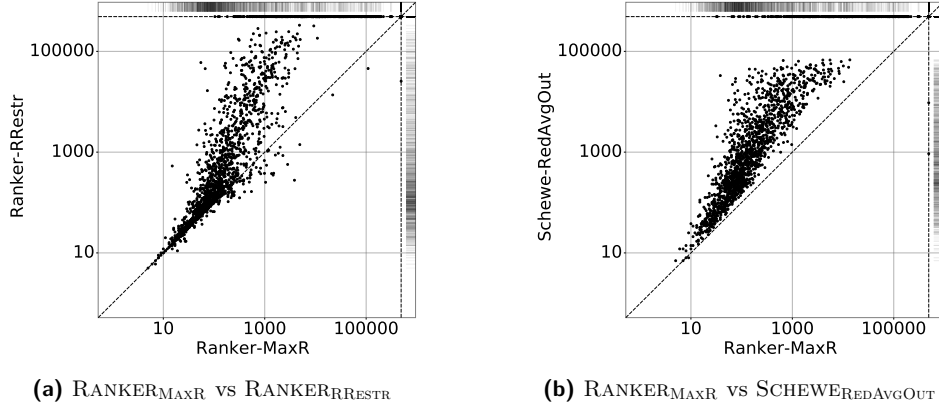 100000
1000
10
Ranker-RRestr
10
1000
100000
Ranker-MaxR
(a) RANKERMAXR vs RANKERRRESTR
100000
1000
10
Schewe-RedAvgOut
10
1000
100000
Ranker-MaxR
(b) RANKERMAXR vs SCHEWEREDAVGOUT